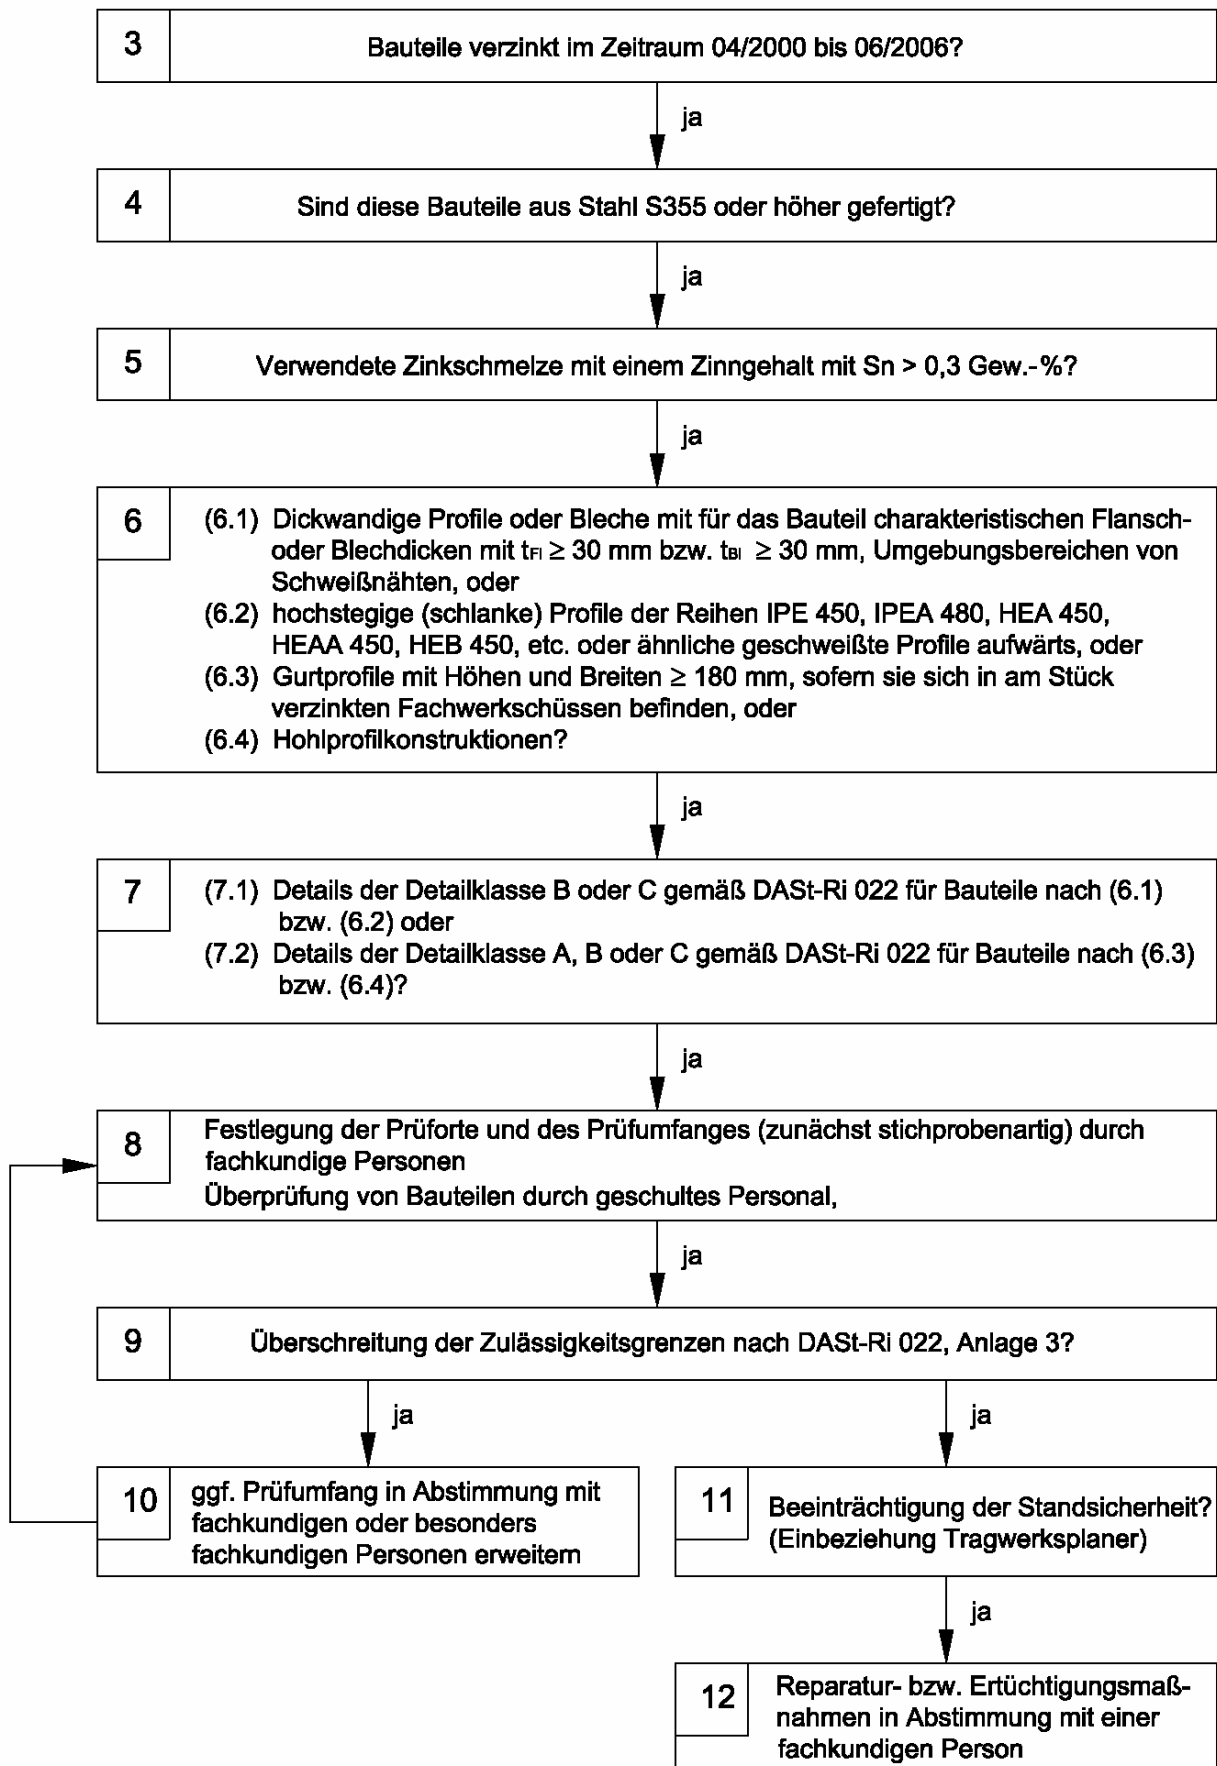 3
Bauteile verzinkt im Zeitraum 04/2000 bis 06/2006?
ja
4
Sind diese Bauteile aus Stahl S355 oder höher gefertigt?
ja
5
Verwendete Zinkschmelze mit einem Zinngehalt mit Sn > 0,3 Gew.-%?
ja
6
(6.1) Dickwandige Profile oder Bleche mit für das Bauteil charakteristischen Flansch-
oder Blechdicken mit tFl ≥ 30 mm bzw. tBl ≥ 30 mm, Umgebungsbereichen von
Schweißnähten, oder
(6.2) hochstegige (schlanke) Profile der Reihen IPE 450, IPEA 480, HEA 450,
HEAA 450, HEB 450, etc. oder ähnliche geschweißte Profile aufwärts, oder
(6.3) Gurtprofile mit Höhen und Breiten ≥ 180 mm, sofern sie sich in am Stück
verzinkten Fachwerkschüssen befinden, oder
(6.4) Hohlprofilkonstruktionen?
ja
7
(7.1) Details der Detailklasse B oder C gemäß DASt-Ri 022 für Bauteile nach (6.1)
bzw. (6.2) oder
(7.2) Details der Detailklasse A, B oder C gemäß DASt-Ri 022 für Bauteile nach (6.3)
bzw. (6.4)?
ja
8
Festlegung der Prüforte und des Prüfumfanges (zunächst stichprobenartig) durch
fachkundige Personen
Überprüfung von Bauteilen durch geschultes Personal,
ja
9
Überschreitung der Zulässigkeitsgrenzen nach DASt-Ri 022, Anlage 3?
ja
ja
10
ggf. Prüfumfang in Abstimmung mit
fachkundigen oder besonders
fachkundigen Personen erweitern
11
Beeinträchtigung der Standsicherheit?
(Einbeziehung Tragwerksplaner)
ja
12
Reparatur- bzw. Ertüchtigungsmaß-
nahmen in Abstimmung mit einer
fachkundigen Person